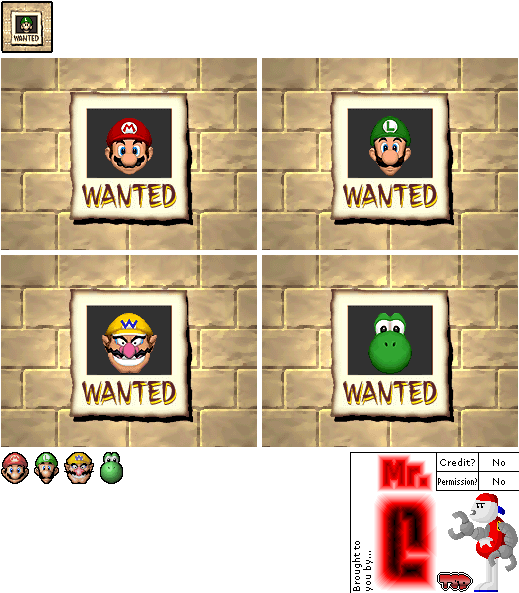 WANTED
M
WANTED
L
WANTED
W
WANTED
WANTED
Mr.
Credit? No
Permission? No
e
Brought to
you by...